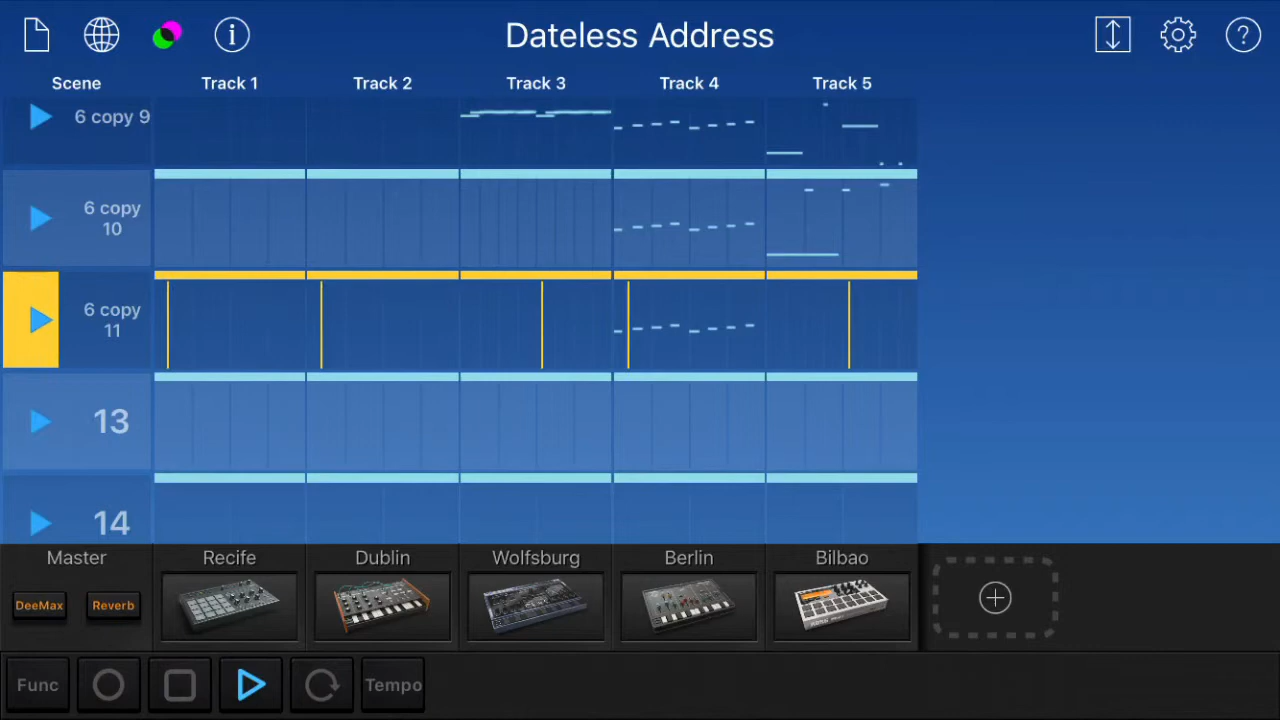 Dateless Address
Scene Track 1 Track 2 Track 3 Track 4 Track 5
6 copy 9
6 copy
10
6 copy
11
13
14
Master Recife Dublin Wolfsburg Berlin Bilbao
DeeMax Reverb
Func Tempo